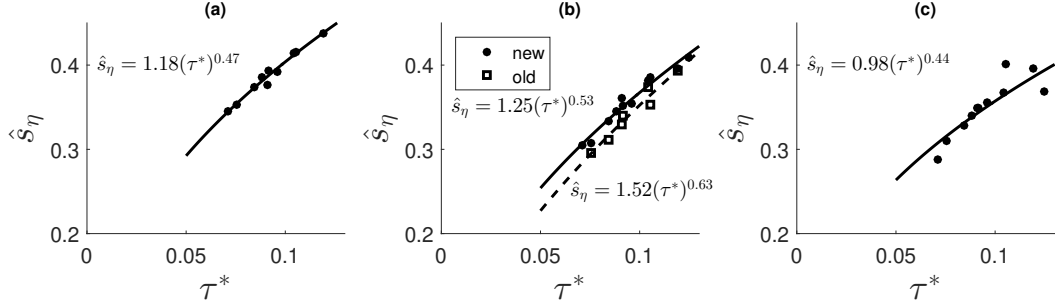 (a)
ŝ_η = 1.18(τ*)^0.47
0.4
0.3
0.2
ŝ_η
0
0.05
0.1
τ*
(b)
new
old
ŝ_η = 1.25(τ*)^0.53
ŝ_η = 1.52(τ*)^0.63
0.4
0.3
0.2
ŝ_η
0
0.05
0.1
τ*
(c)
ŝ_η = 0.98(τ*)^0.44
0.4
0.3
0.2
ŝ_η
0
0.05
0.1
τ*